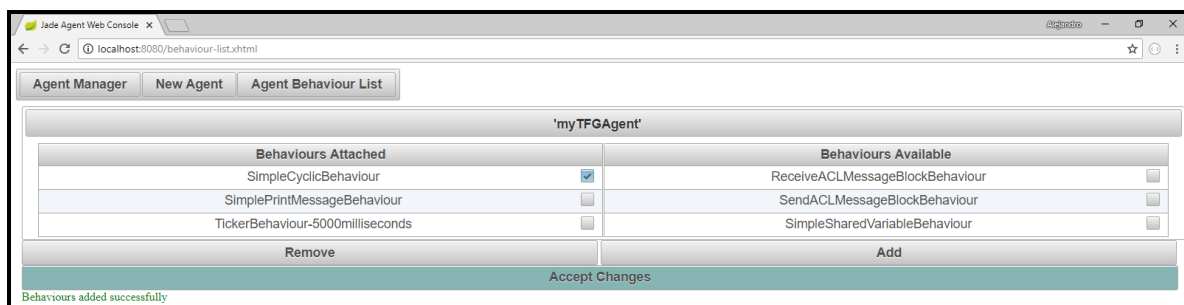 Jade Agent Web Console
Alejandro
localhost:8080/behaviour-list.xhtml
Agent Manager New Agent Agent Behaviour List
'myTFGAgent'
Behaviours Attached Behaviours Available
SimpleCyclicBehaviour ReceiveACLMessageBlockBehaviour
SimplePrintMessageBehaviour SendACLMessageBlockBehaviour
TickerBehaviour-5000milliseconds SimpleSharedVariableBehaviour
Remove Add
Accept Changes
Behaviours added successfully